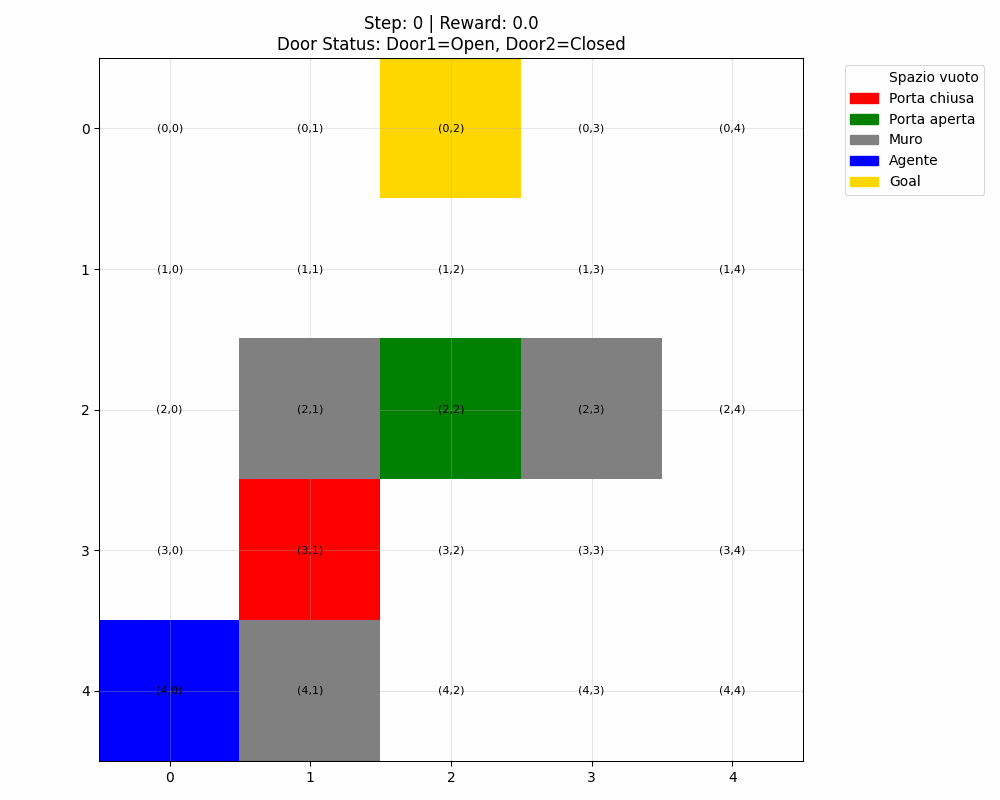 Step: 0 | Reward: 0.0
Door Status: Door1=Open, Door2=Closed
Spazio vuoto
Porta chiusa
Porta aperta
Muro
Agente
Goal
0
(0,0) (0,1) (0,2) (0,3) (0,4)
1
(1,0) (1,1) (1,2) (1,3) (1,4)
2
(2,0) (2,1) (2,2) (2,3) (2,4)
3
(3,0) (3,1) (3,2) (3,3) (3,4)
4
(4,0) (4,1) (4,2) (4,3) (4,4)
0 1 2 3 4